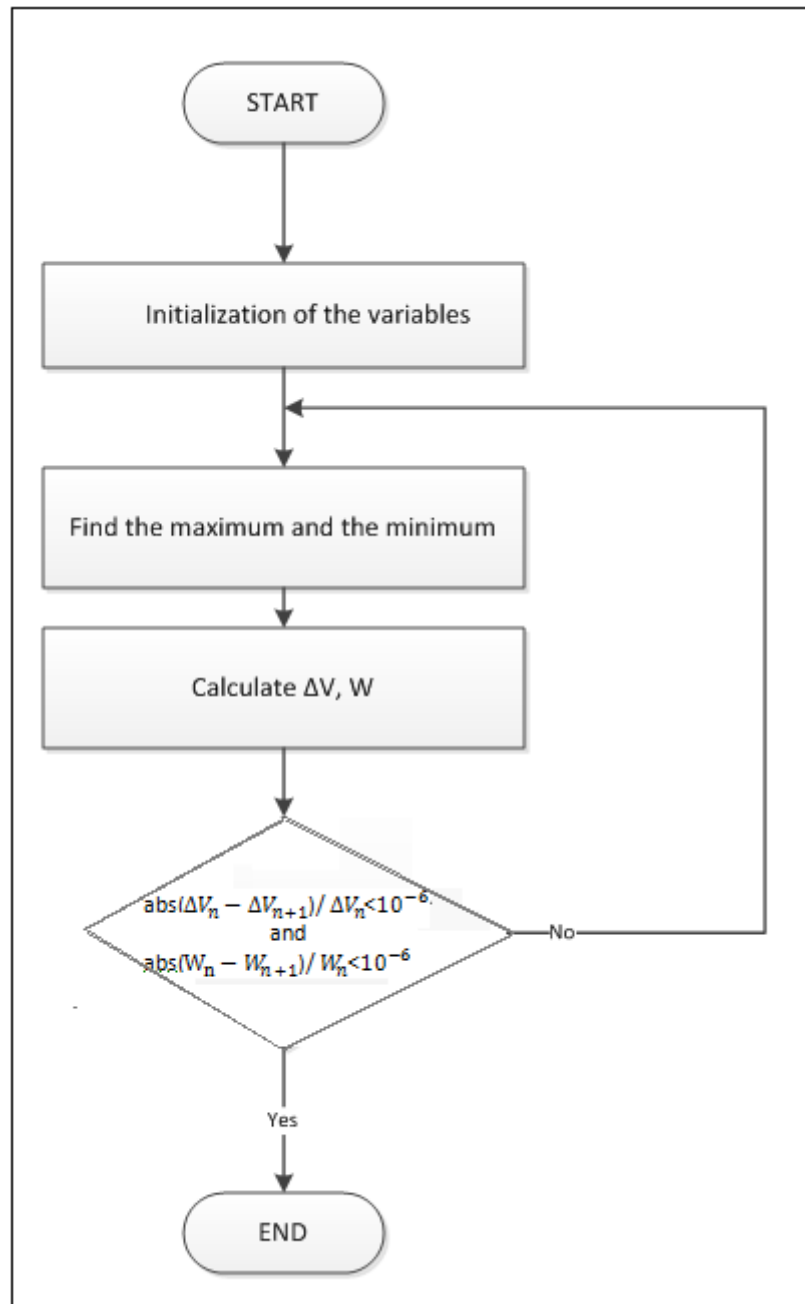 START
Initialization of the variables
Find the maximum and the minimum
Calculate ΔV, W
abs(ΔVₙ − ΔVₙ₊₁)/ ΔVₙ<10⁻⁶.
and
abs(Wₙ − Wₙ₊₁)/ Wₙ<10⁻⁶
No
Yes
END